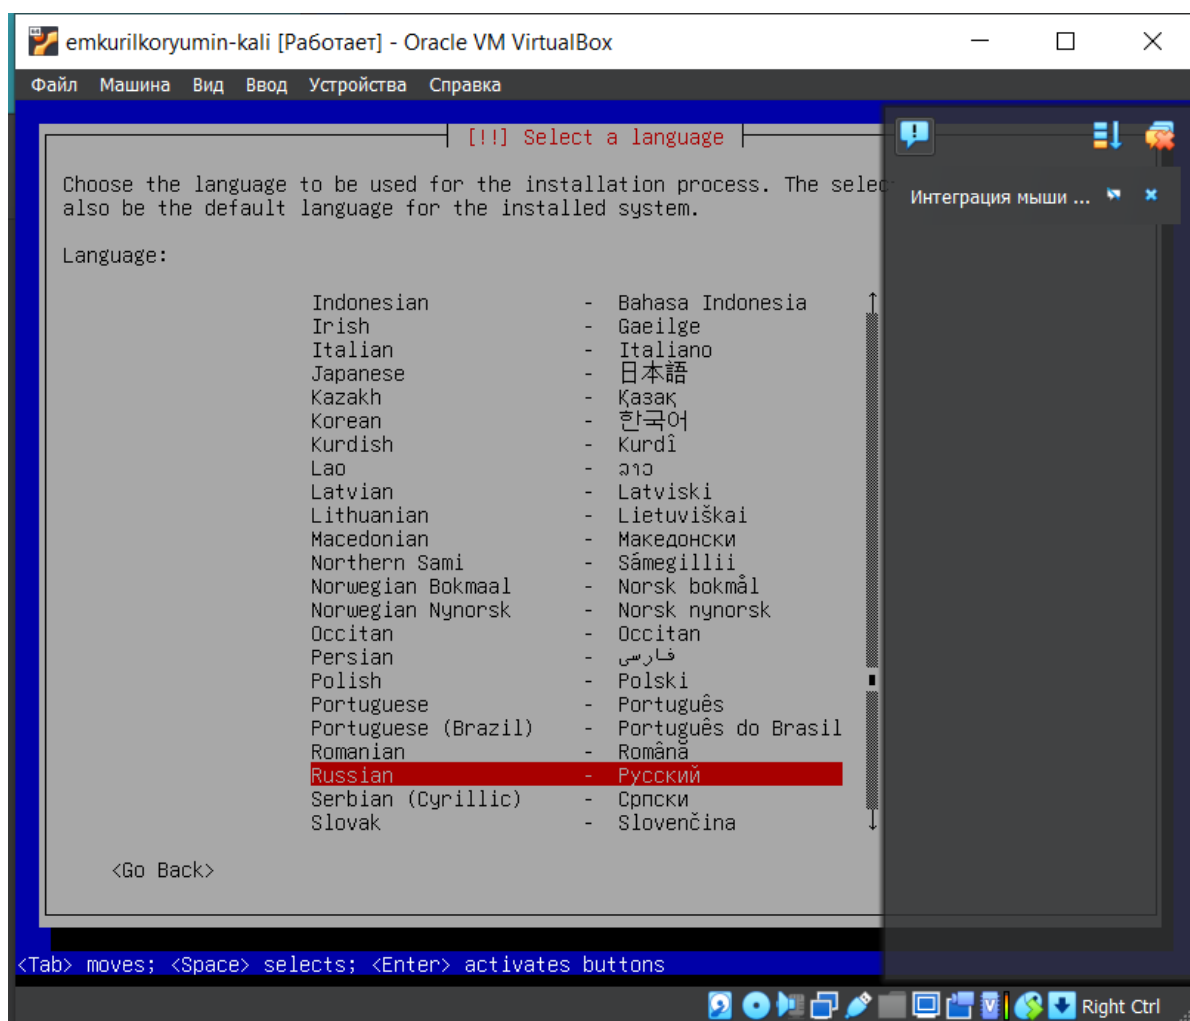 emkurilkoryumin-kali [Работает] - Oracle VM VirtualBox
Файл Машина Вид Ввод Устройства Справка
[!!] Select a language
Choose the language to be used for the installation process. The selec
also be the default language for the installed system.
Интеграция мыши ...
Language:
Indonesian - Bahasa Indonesia
Irish - Gaeilge
Italian - Italiano
Japanese - 日本語
Kazakh - Қазақ
Korean - 한국어
Kurdish - Kurdî
Lao - ລາວ
Latvian - Latviski
Lithuanian - Lietuviškai
Macedonian - Македонски
Northern Sami - Sámegillii
Norwegian Bokmaal - Norsk bokmål
Norwegian Nynorsk - Norsk nynorsk
Occitan - Occitan
Persian - فارسی
Polish - Polski
Portuguese - Português
Portuguese (Brazil) - Português do Brasil
Romanian - Română
Russian - Русский
Serbian (Cyrillic) - Српски
Slovak - Slovenčina
<Go Back>
<Tab> moves; <Space> selects; <Enter> activates buttons
Right Ctrl